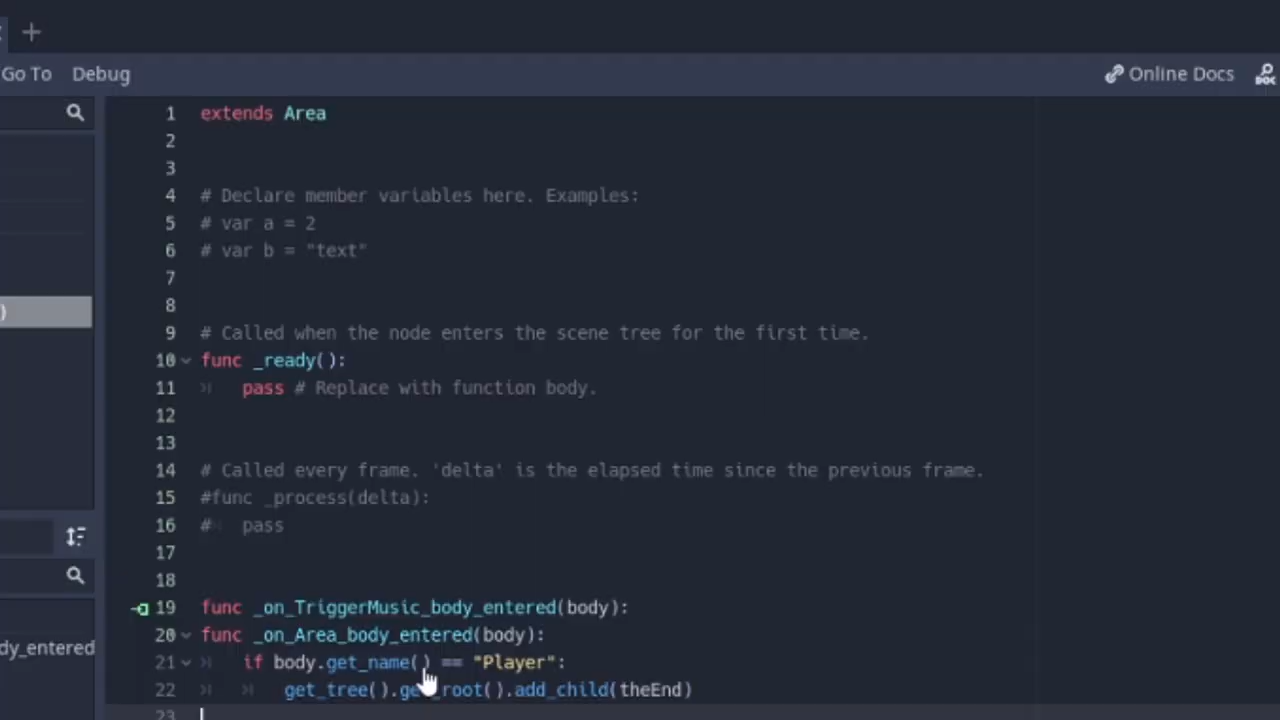 Go To Debug Online Docs
1 extends Area
2
3
4 # Declare member variables here. Examples:
5 # var a = 2
6 # var b = "text"
7
8
9 # Called when the node enters the scene tree for the first time.
10 func _ready():
11 pass # Replace with function body.
12
13
14 # Called every frame. 'delta' is the elapsed time since the previous frame.
15 #func _process(delta):
16 # pass
17
18
19 func _on_TriggerMusic_body_entered(body):
20 func _on_Area_body_entered(body):
dy_entered
21 if body.get_name() == "Player":
22 get_tree().get_root().add_child(theEnd)
23